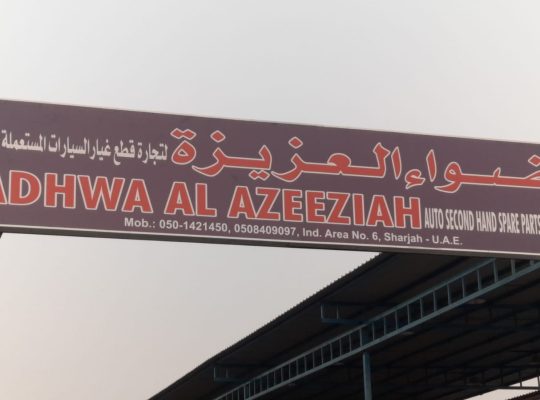 ضواء العزيزة لتجارة قطع غيار السيارات المستعملة
ADHWA AL AZEEZIAH AUTO SECOND HAND SPARE PARTS
Mob.: 050-1421450, 0508409097, Ind. Area No. 6, Sharjah - U.A.E.